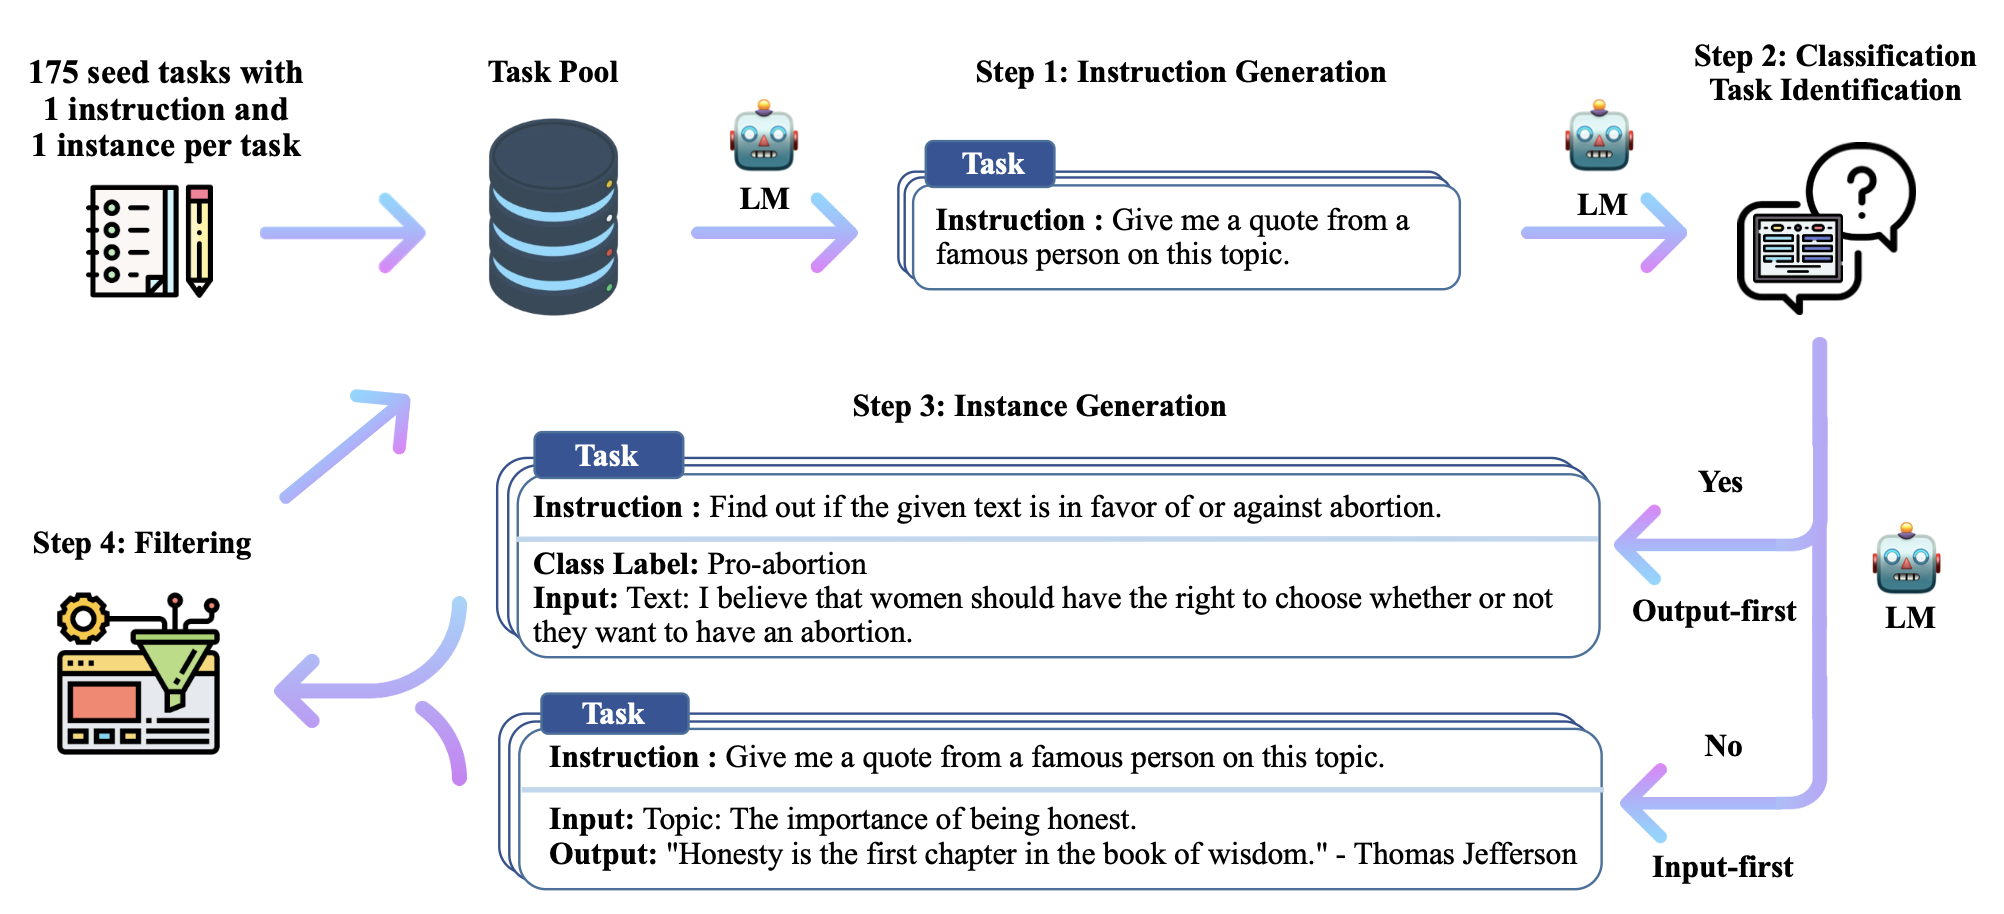 175 seed tasks with
1 instruction and
1 instance per task
Task Pool
LM
Step 1: Instruction Generation
Task
Instruction : Give me a quote from a
famous person on this topic.
LM
Step 2: Classification
Task Identification
Step 3: Instance Generation
Task
Instruction : Find out if the given text is in favor of or against abortion.
Class Label: Pro-abortion
Input: Text: I believe that women should have the right to choose whether or not
they want to have an abortion.
Yes
Output-first
LM
Task
Instruction : Give me a quote from a famous person on this topic.
Input: Topic: The importance of being honest.
Output: "Honesty is the first chapter in the book of wisdom." - Thomas Jefferson
No
Input-first
Step 4: Filtering